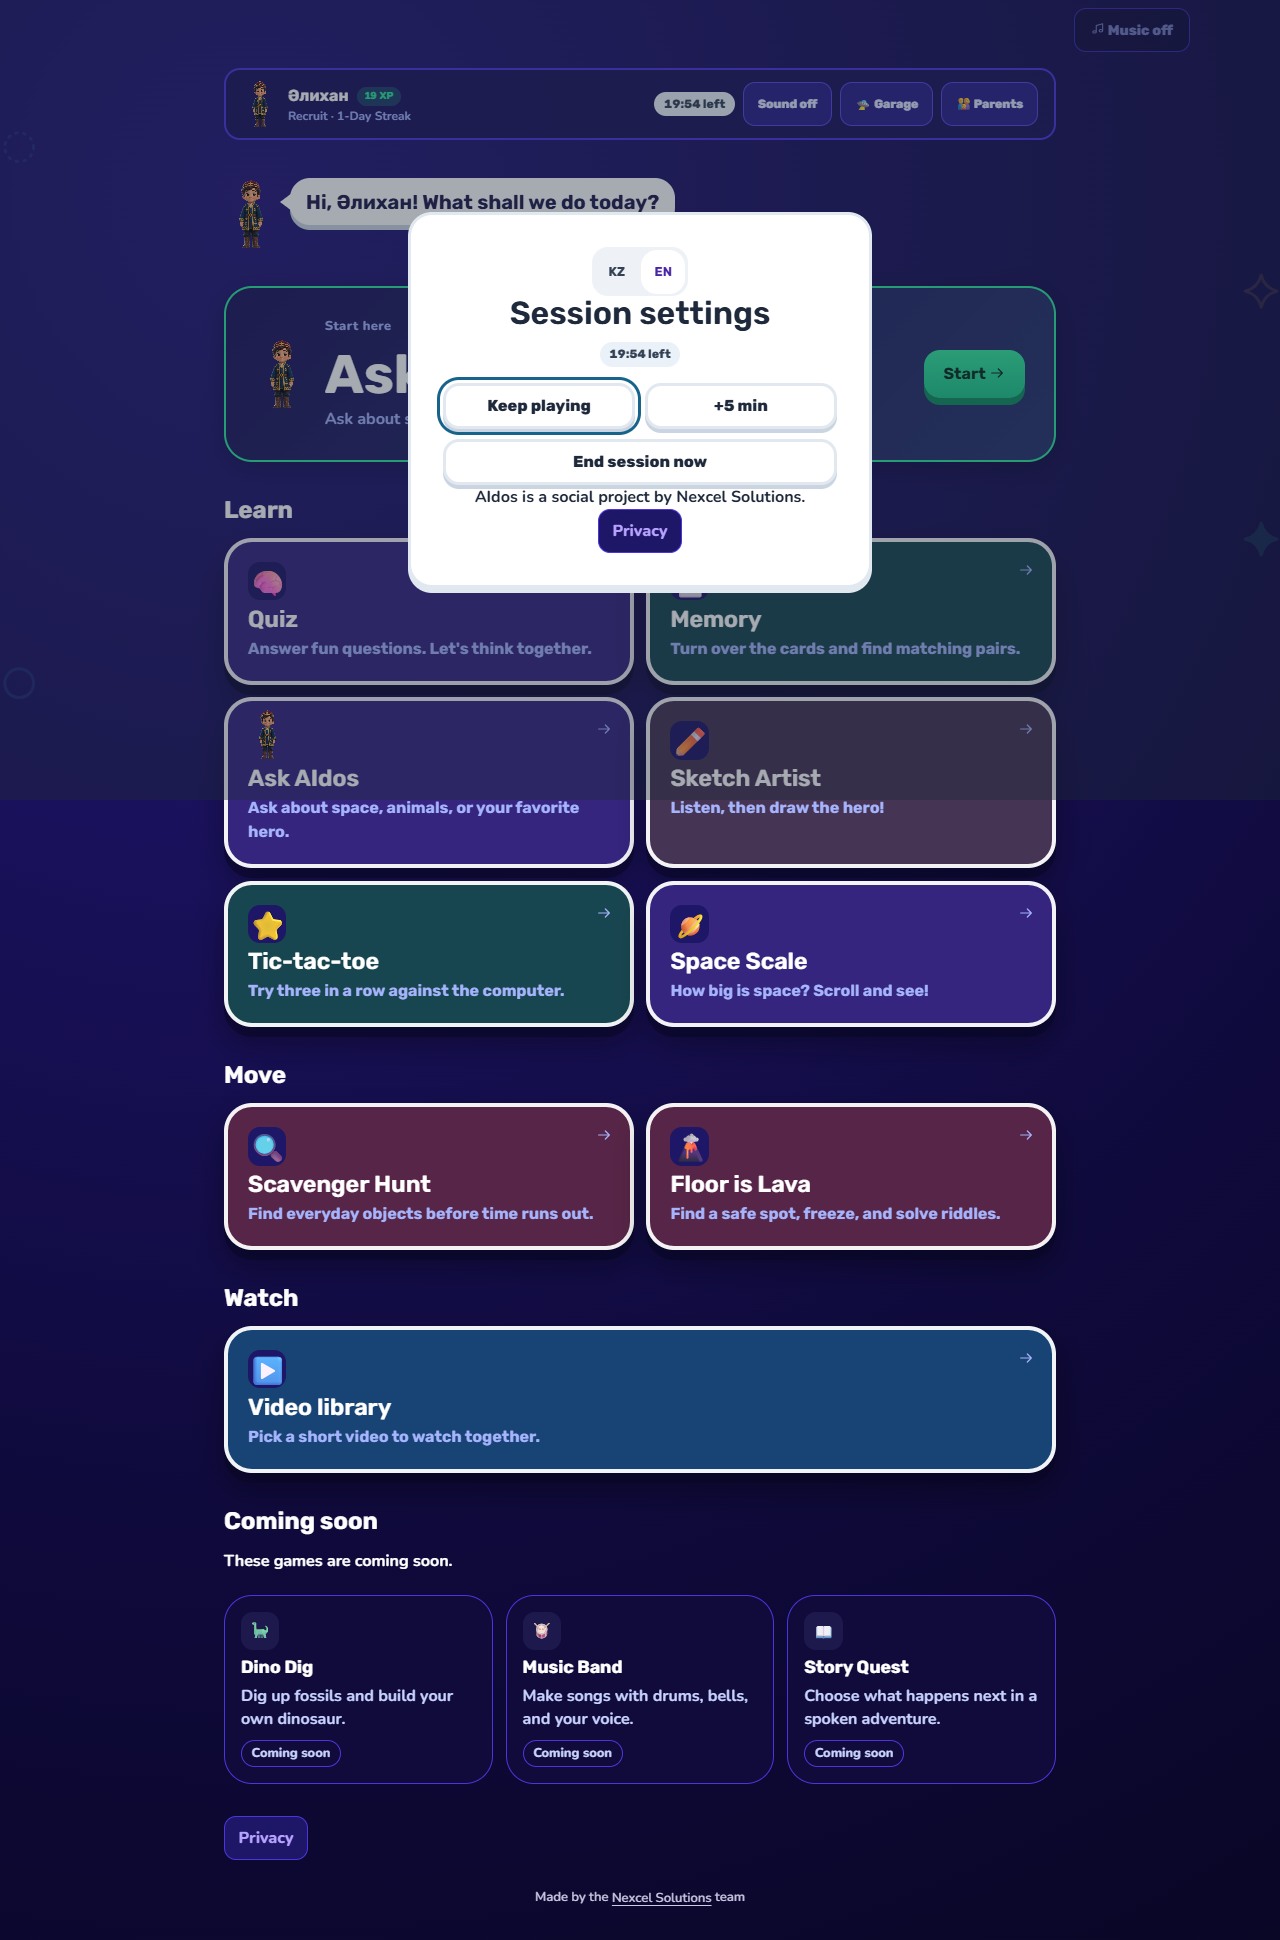 Music off
Әлихан 19 XP
Recruit · 1-Day Streak
19:54 left
Sound off
Garage
Parents
Hi, Әлихан! What shall we do today?
KZ EN
Session settings
19:54 left
Keep playing
+5 min
End session now
AIdos is a social project by Nexcel Solutions.
Privacy
Start here
Ask
Ask about
Start →
Learn
Quiz
Answer fun questions. Let's think together.
Memory
Turn over the cards and find matching pairs.
Ask AIdos
Ask about space, animals, or your favorite
hero.
Sketch Artist
Listen, then draw the hero!
Tic-tac-toe
Try three in a row against the computer.
Space Scale
How big is space? Scroll and see!
Move
Scavenger Hunt
Find everyday objects before time runs out.
Floor is Lava
Find a safe spot, freeze, and solve riddles.
Watch
Video library
Pick a short video to watch together.
Coming soon
These games are coming soon.
Dino Dig
Dig up fossils and build your
own dinosaur.
Coming soon
Music Band
Make songs with drums, bells,
and your voice.
Coming soon
Story Quest
Choose what happens next in a
spoken adventure.
Coming soon
Privacy
Made by the Nexcel Solutions team